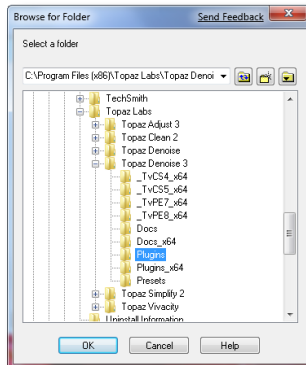 Browse for Folder
Send Feedback
Select a folder
C:\Program Files (x86)\Topaz Labs\Topaz Denoi
TechSmith
Topaz Labs
Topaz Adjust 3
Topaz Clean 2
Topaz Denoise
Topaz Denoise 3
_TvCS4_x64
_TvCS5_x64
_TvPE7_x64
_TvPE8_x64
Docs
Docs_x64
Plugins
Plugins_x64
Presets
Topaz Simplify 2
Topaz Vivacity
Uninstall Information
OK
Cancel
Help